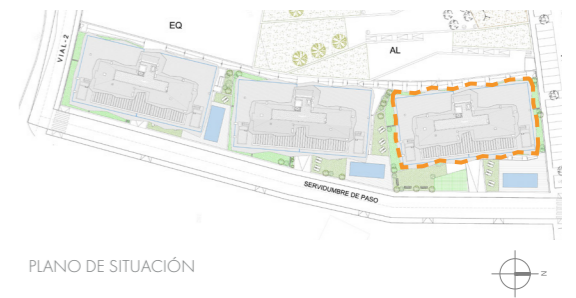 EQ
AL
VIAL-2
SERVIDUMBRE DE PASO
PLANO DE SITUACIÓN
N